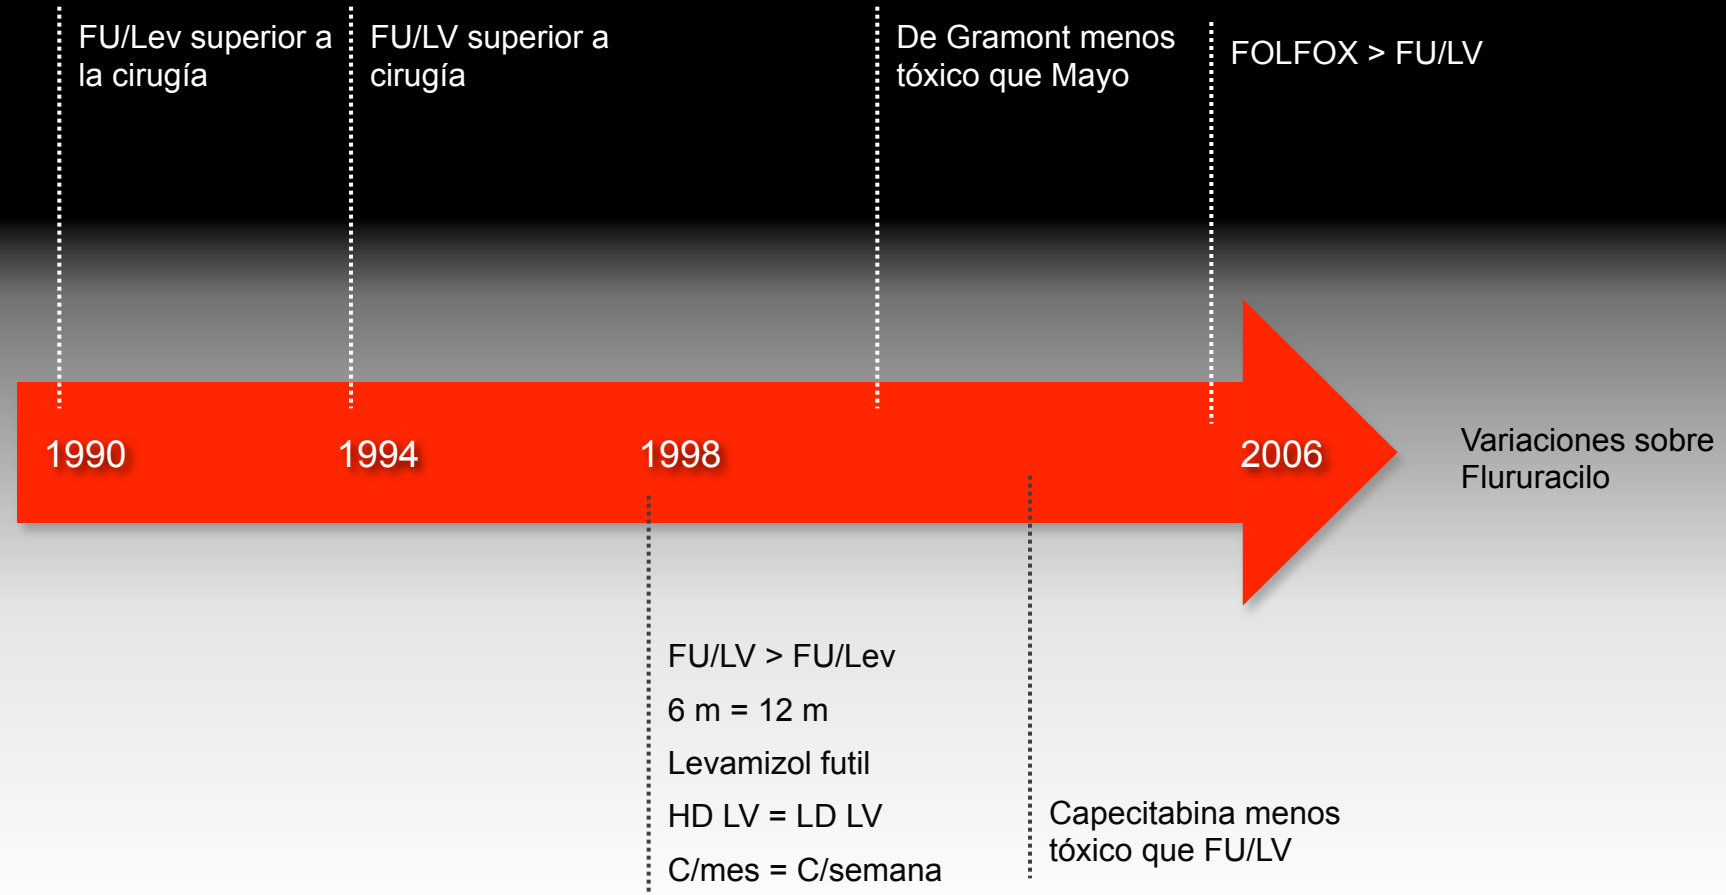 FU/Lev superior a
la cirugía
FU/LV superior a
cirugía
De Gramont menos
tóxico que Mayo
FOLFOX > FU/LV
1990
1994
1998
2006
Variaciones sobre
Flururacilo
FU/LV > FU/Lev
6 m = 12 m
Levamizol futil
HD LV = LD LV
C/mes = C/semana
Capecitabina menos
tóxico que FU/LV